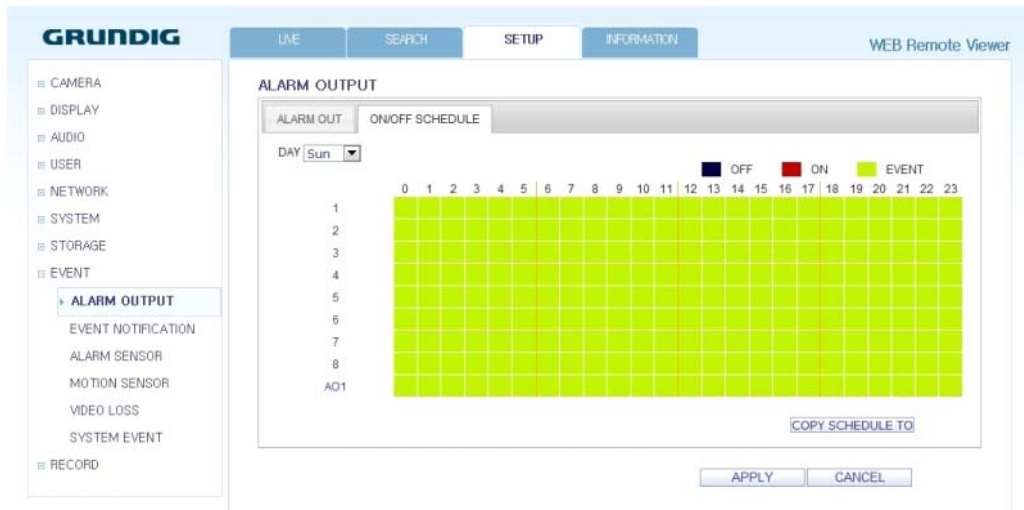 GRUNDIG
LIVE SEARCH SETUP INFORMATION
WEB Remote Viewer
CAMERA
DISPLAY
AUDIO
USER
NETWORK
SYSTEM
STORAGE
EVENT
ALARM OUTPUT
EVENT NOTIFICATION
ALARM SENSOR
MOTION SENSOR
VIDEO LOSS
SYSTEM EVENT
RECORD
ALARM OUTPUT
ALARM OUT ON/OFF SCHEDULE
DAY Sun
OFF ON EVENT
0 1 2 3 4 5 6 7 8 9 10 11 12 13 14 15 16 17 18 19 20 21 22 23
1
2
3
4
5
6
7
8
AO1
COPY SCHEDULE TO
APPLY CANCEL